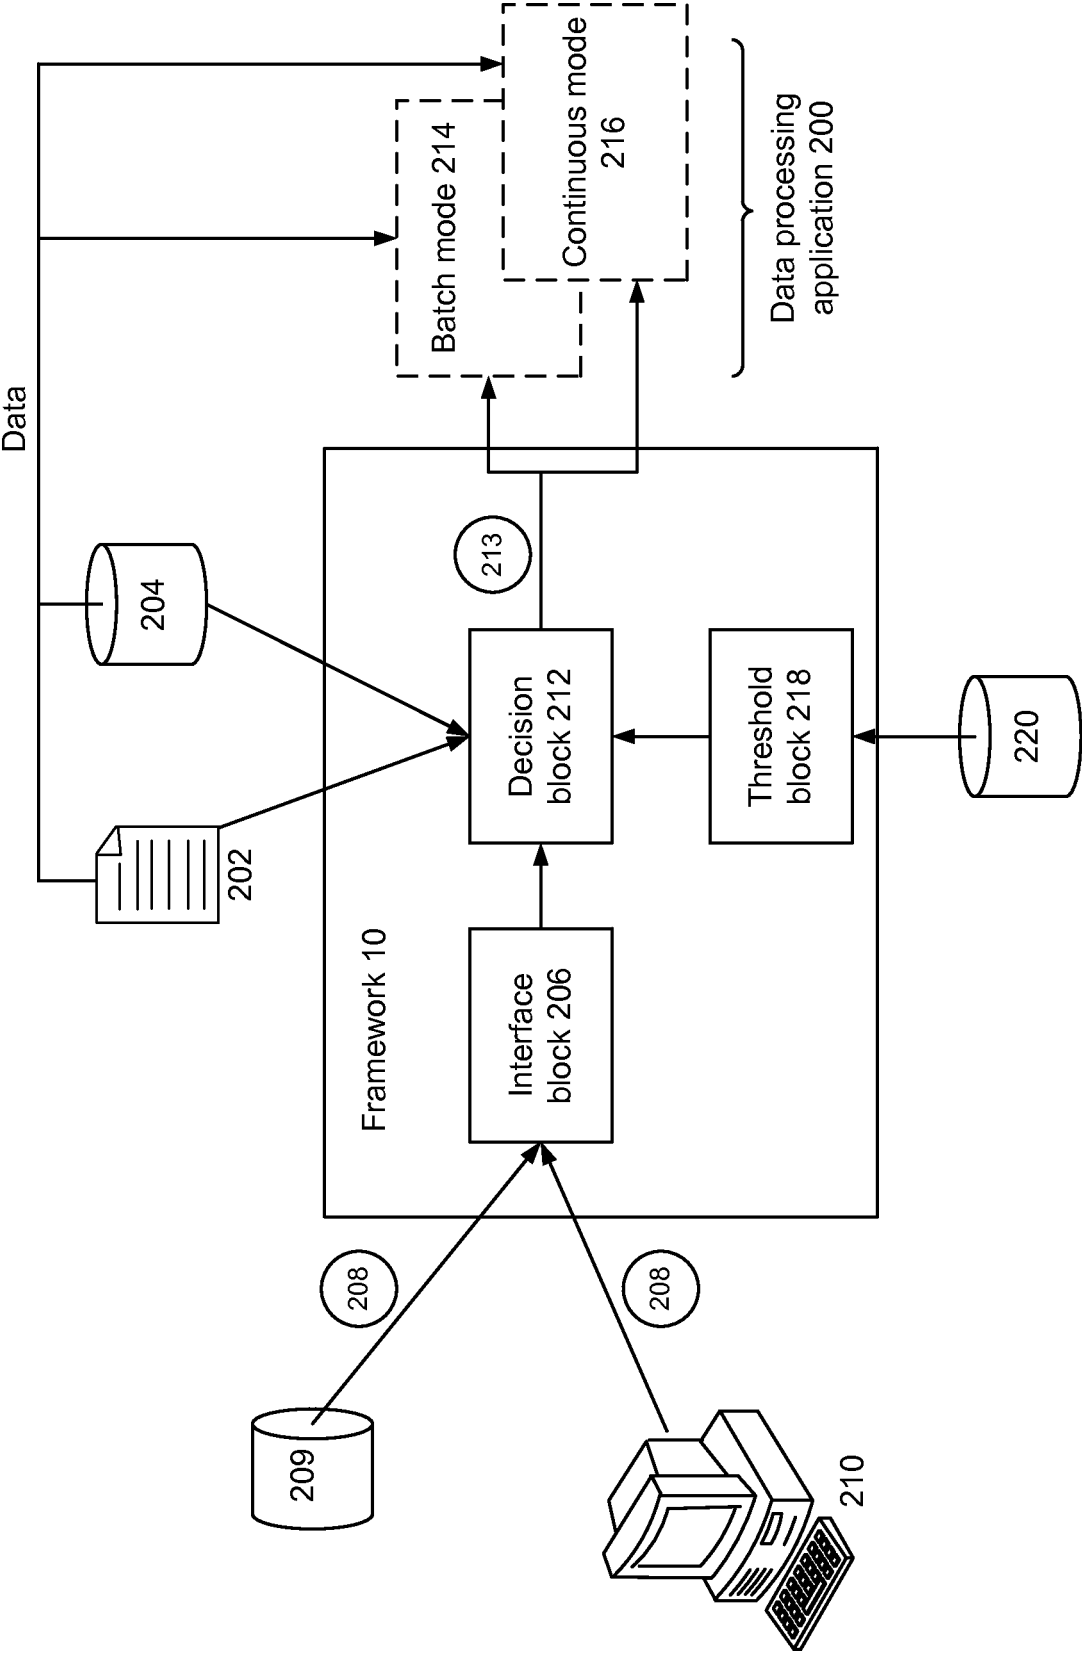 Data
204
202
Batch mode 214
Continuous mode
216
Framework 10
213
208
209
Interface
block 206
Decision
block 212
Threshold
block 218
Data processing
application 200
208
210
220